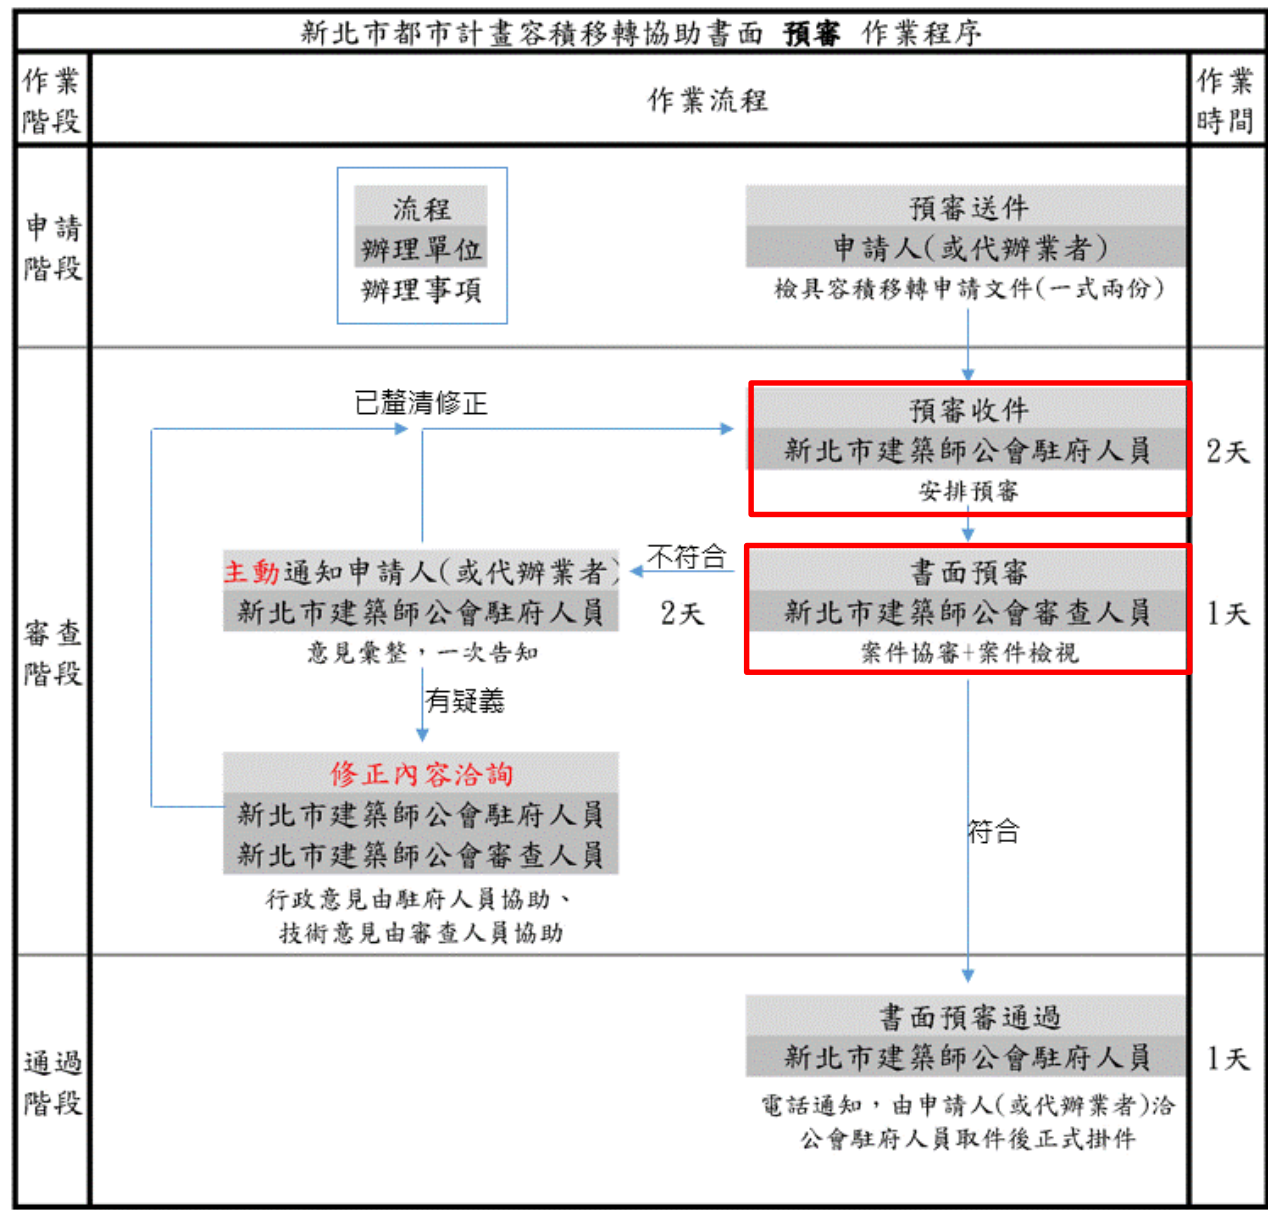 新北市都市計畫容積移轉協助書面 預審 作業程序
作業
階段
作業流程
作業
時間
申請
階段
流程
辦理單位
辦理事項
預審送件
申請人(或代辦業者)
檢具容積移轉申請文件(一式兩份)
審查
階段
已釐清修正
預審收件
新北市建築師公會駐府人員
安排預審
2天
不符合
2天
書面預審
新北市建築師公會審查人員
案件協審+案件檢視
1天
主動通知申請人(或代辦業者)
新北市建築師公會駐府人員
意見彙整，一次告知
有疑義
修正內容洽詢
新北市建築師公會駐府人員
新北市建築師公會審查人員
行政意見由駐府人員協助、
技術意見由審查人員協助
符合
通過
階段
書面預審通過
新北市建築師公會駐府人員
電話通知，由申請人(或代辦業者)洽
公會駐府人員取件後正式掛件
1天